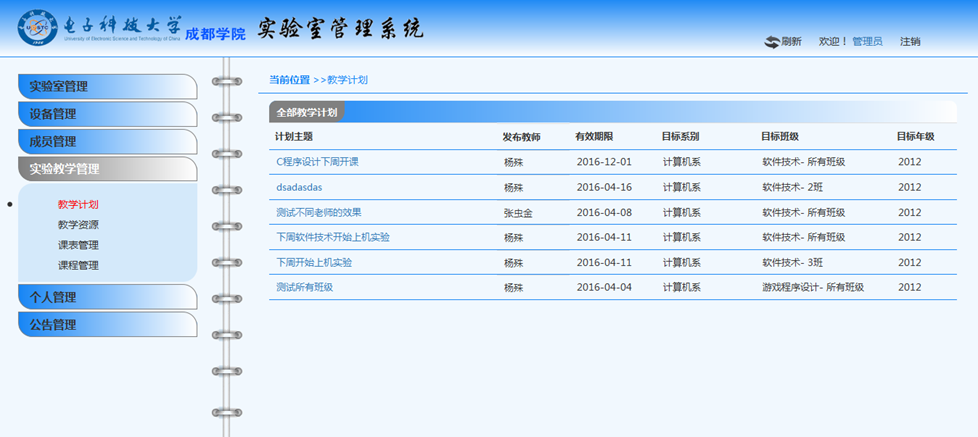 电子科技大学 成都学院 实验室管理系统
University of Electronic Science and Technology of China
1956
刷新 欢迎！ 管理员 注销
实验室管理
设备管理
成员管理
实验教学管理
教学计划
教学资源
课表管理
课程管理
个人管理
公告管理
当前位置 >>教学计划
全部教学计划
计划主题 发布教师 有效期限 目标系别 目标班级 目标年级
C程序设计下周开课 杨殊 2016-12-01 计算机系 软件技术- 所有班级 2012
dsadasdas 杨殊 2016-04-16 计算机系 软件技术- 2班 2012
测试不同老师的效果 张虫金 2016-04-08 计算机系 软件技术- 所有班级 2012
下周软件技术开始上机实验 杨殊 2016-04-11 计算机系 软件技术- 所有班级 2012
下周开始上机实验 杨殊 2016-04-11 计算机系 软件技术- 3班 2012
测试所有班级 杨殊 2016-04-04 计算机系 游戏程序设计- 所有班级 2012